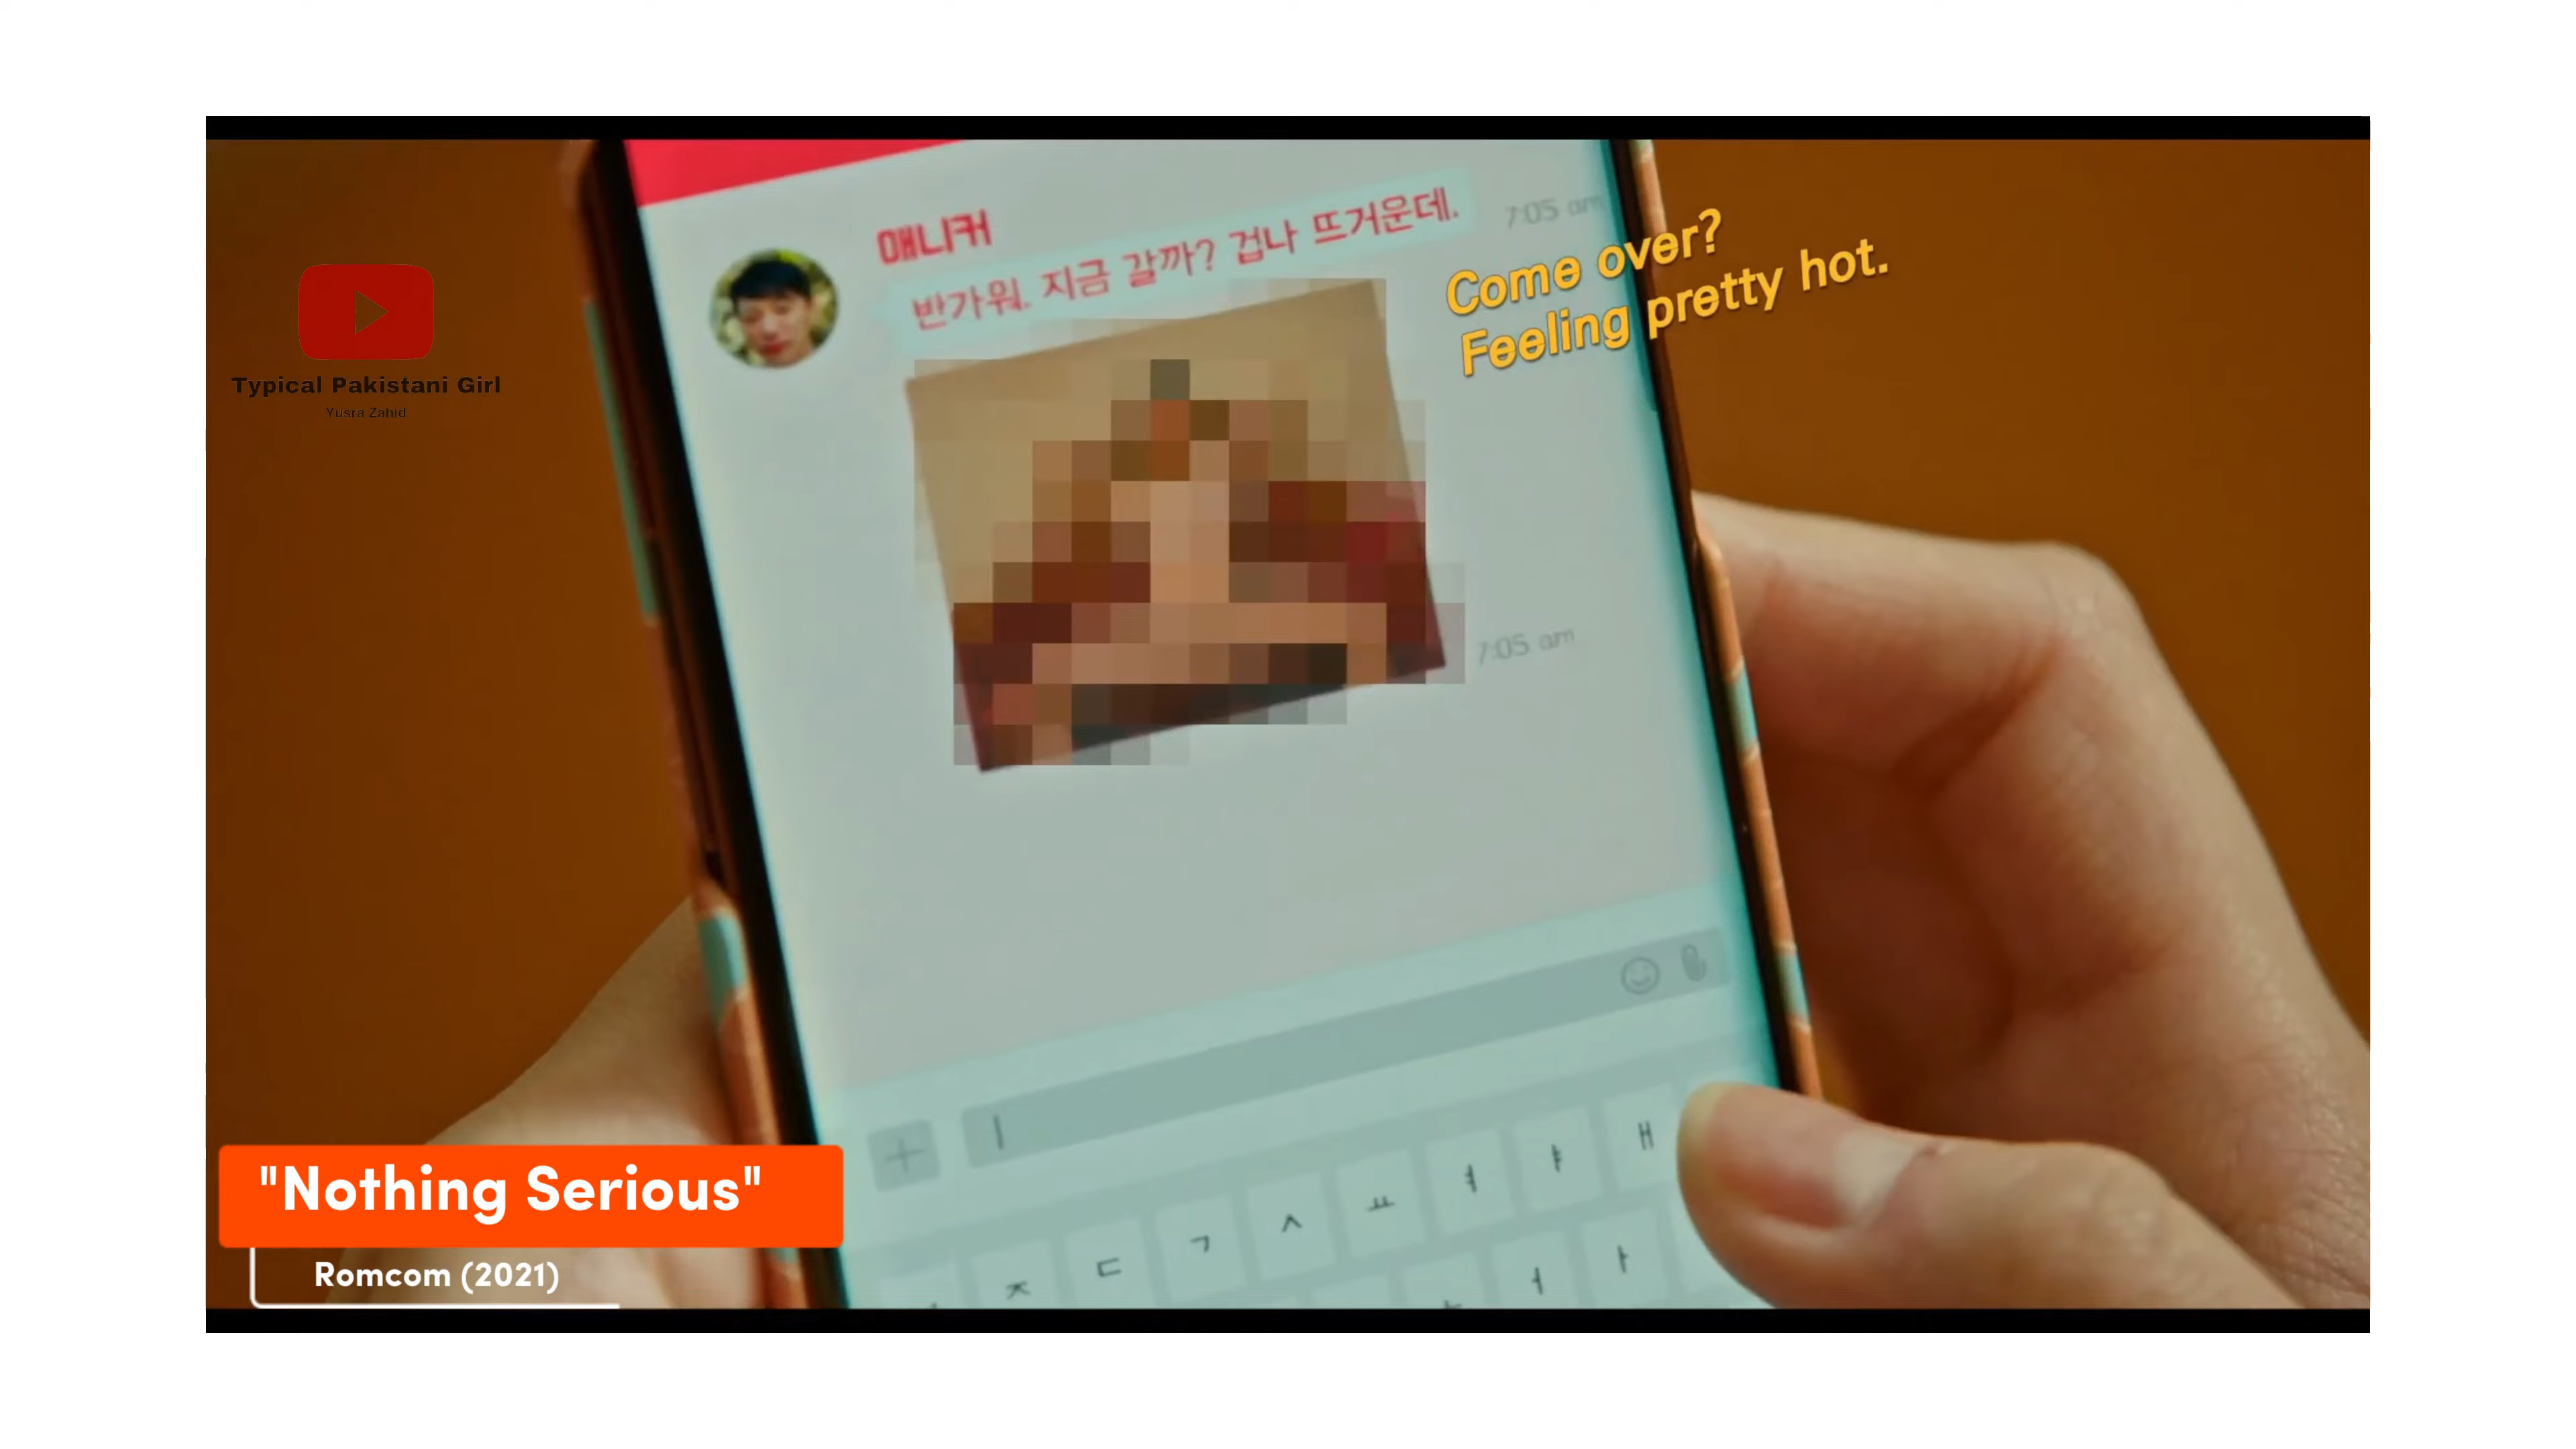 매니커
반가워. 지금 갈까? 겁나 뜨거운데.
7:05 am
Come over?
Feeling pretty hot.
Typical Pakistani Girl
Yusra Zahid
7:05 am
ㅐ
ㅈ ㄷ ㄱ ㅅ ㅛ ㅕ ㅑ
ㅓ ㅏ
"Nothing Serious"
Romcom (2021)